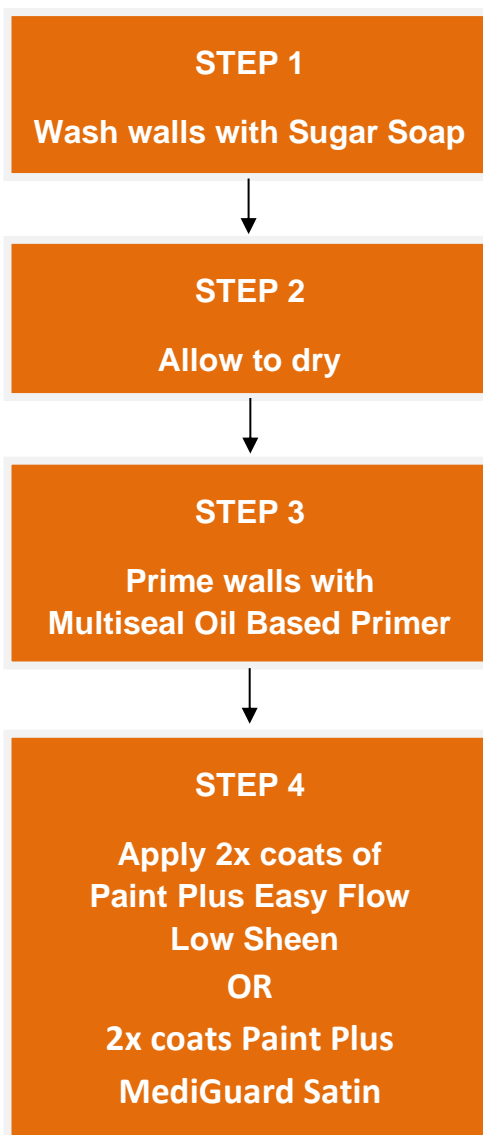 STEP 1
Wash walls with Sugar Soap
STEP 2
Allow to dry
STEP 3
Prime walls with
Multiseal Oil Based Primer
STEP 4
Apply 2x coats of
Paint Plus Easy Flow
Low Sheen
OR
2x coats Paint Plus
MediGuard Satin